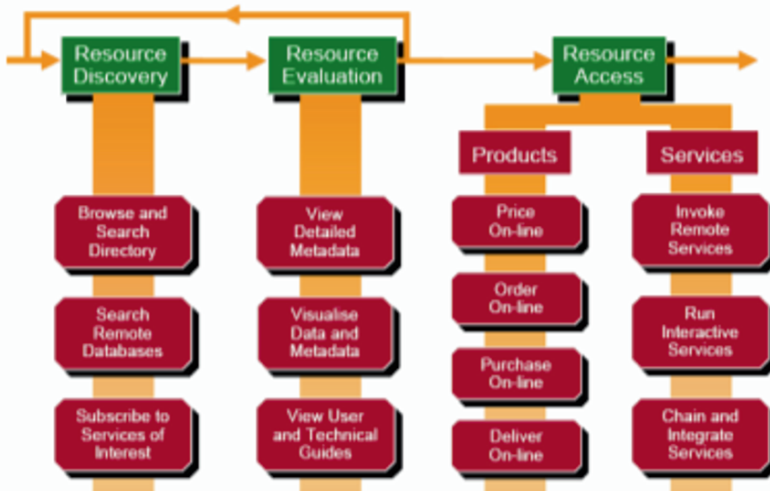 Resource
Discovery
Resource
Evaluation
Resource
Access
Products
Services
Browse and
Search
Directory
Search
Remote
Databases
Subscribe to
Services of
Interest
View
Detailed
Metadata
Visualise
Data and
Metadata
View User
and Technical
Guides
Price
On-line
Order
On-line
Purchase
On-line
Deliver
On-line
Invoke
Remote
Services
Run
Interactive
Services
Chain and
Integrate
Services